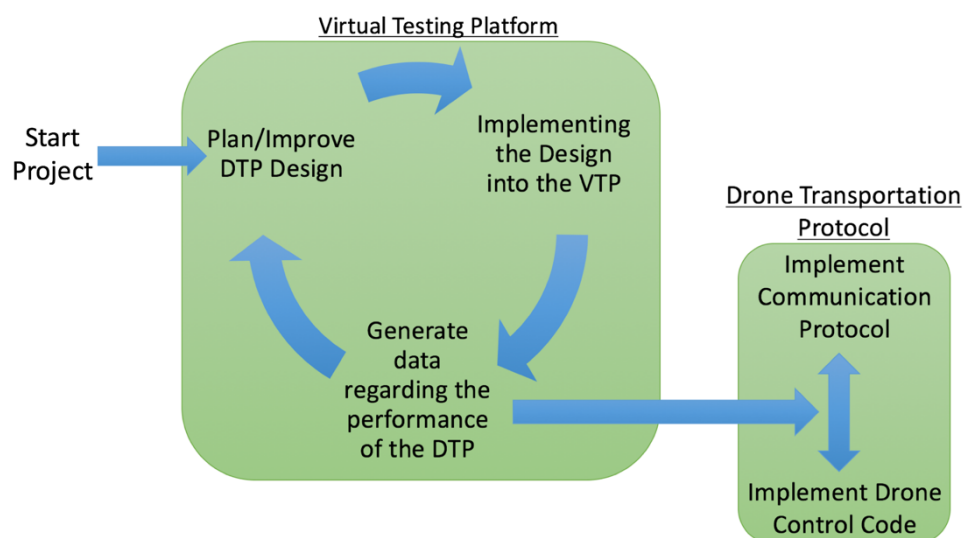 Virtual Testing Platform
Start
Project
Plan/Improve
DTP Design
Implementing
the Design
into the VTP
Generate
data
regarding the
performance
of the DTP
Drone Transportation
Protocol
Implement
Communication
Protocol
Implement Drone
Control Code